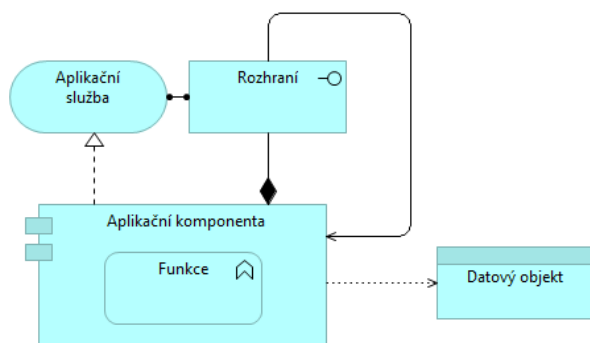 Aplikační
služba
Rozhraní
Aplikační komponenta
Funkce
Datový objekt